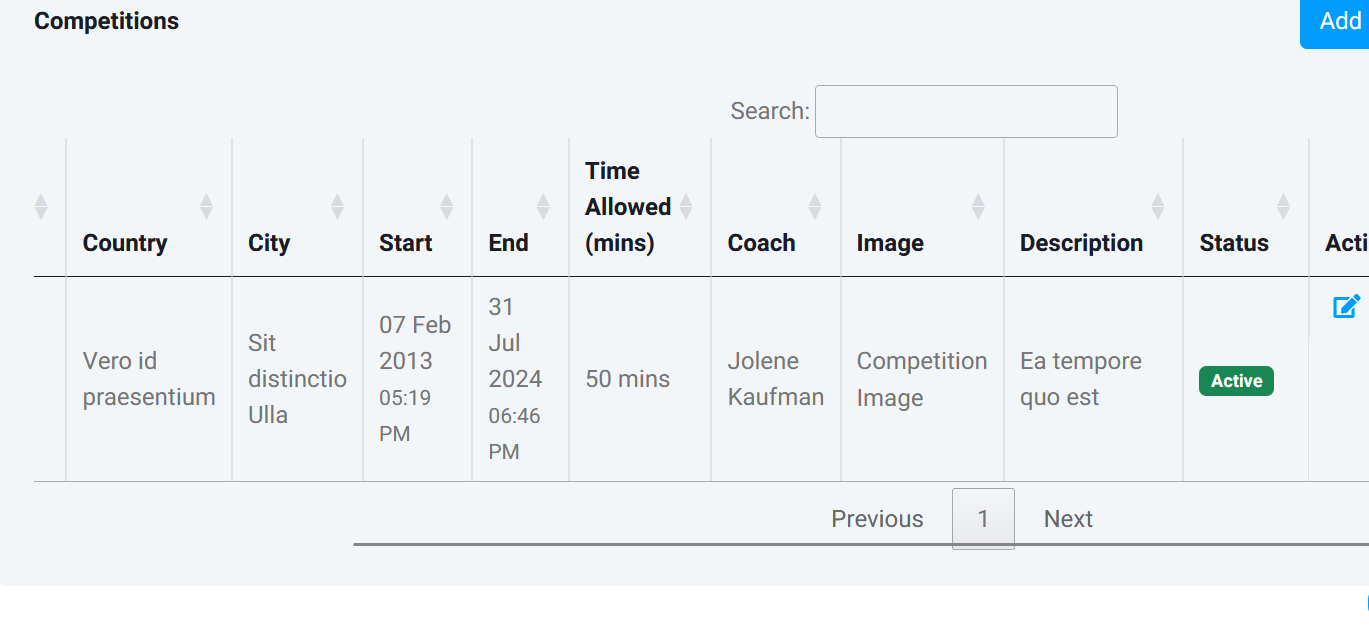 Competitions
Add
Search:
Time
Allowed
Country City Start End (mins) Coach Image Description Status Acti
31
07 Feb
Jul
Sit
Vero id 2013 Jolene Competition Ea tempore
distinctio 2024 50 mins Active
praesentium 05:19 Kaufman Image quo est
Ulla 06:46
PM
PM
Previous 1 Next